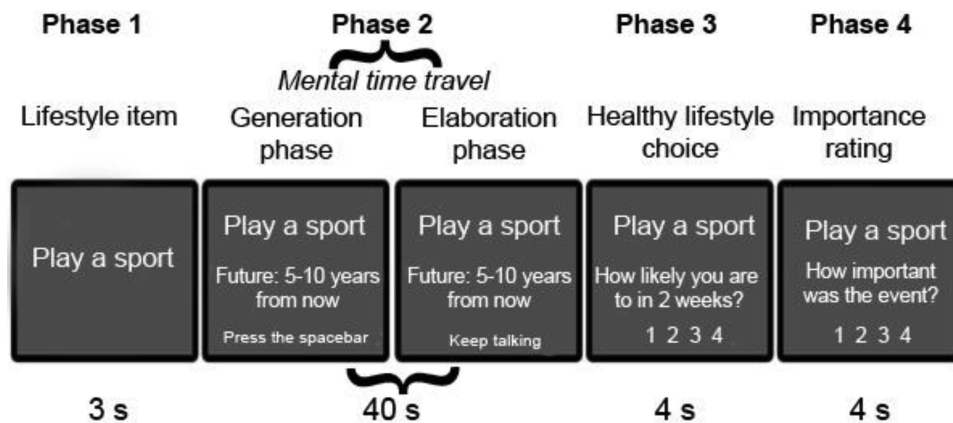 Phase 1
Phase 2
Phase 3
Phase 4
Mental time travel
Lifestyle item
Generation
phase
Elaboration
phase
Healthy lifestyle
choice
Importance
rating
Play a sport
Play a sport
Future: 5-10 years
from now
Press the spacebar
Play a sport
Future: 5-10 years
from now
Keep talking
Play a sport
How likely you are
to in 2 weeks?
1 2 3 4
Play a sport
How important
was the event?
1 2 3 4
3 s
40 s
4 s
4 s